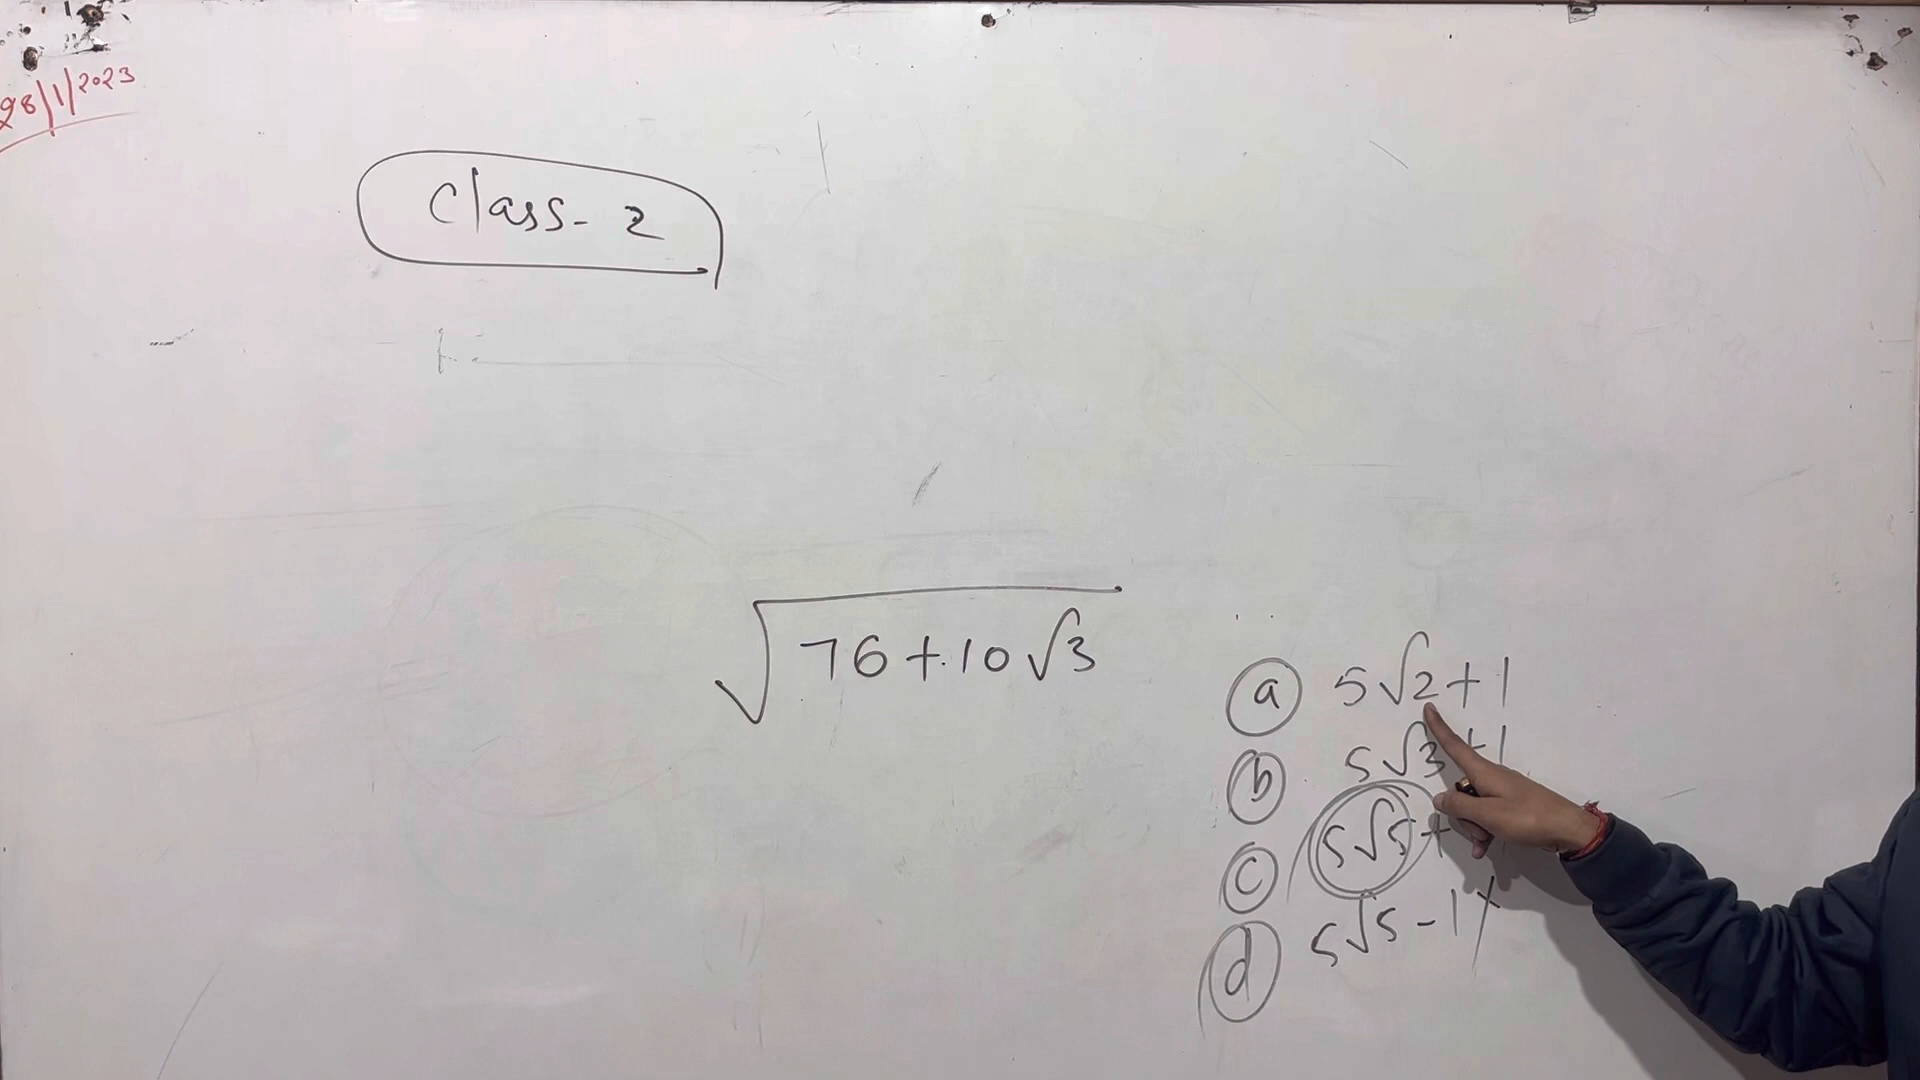 28/1/2023
Class-2
√76+10√3
a 5√2+1
b 5√3+1
c 5√5+
d 5√5-1